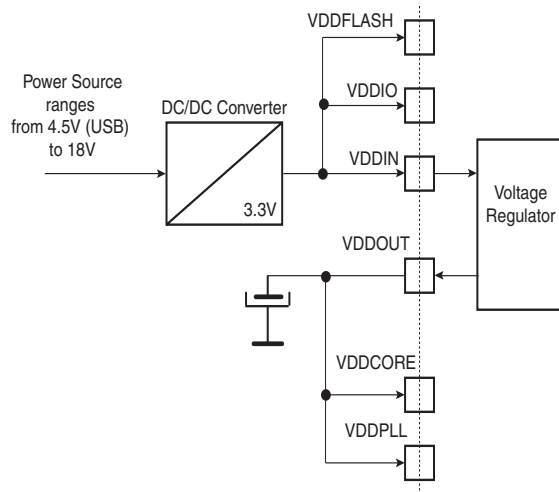 VDDFLASH
Power Source
ranges
from 4.5V (USB)
to 18V
DC/DC Converter
VDDIO
VDDIN
3.3V
Voltage
Regulator
VDDOUT
VDDCORE
VDDPLL